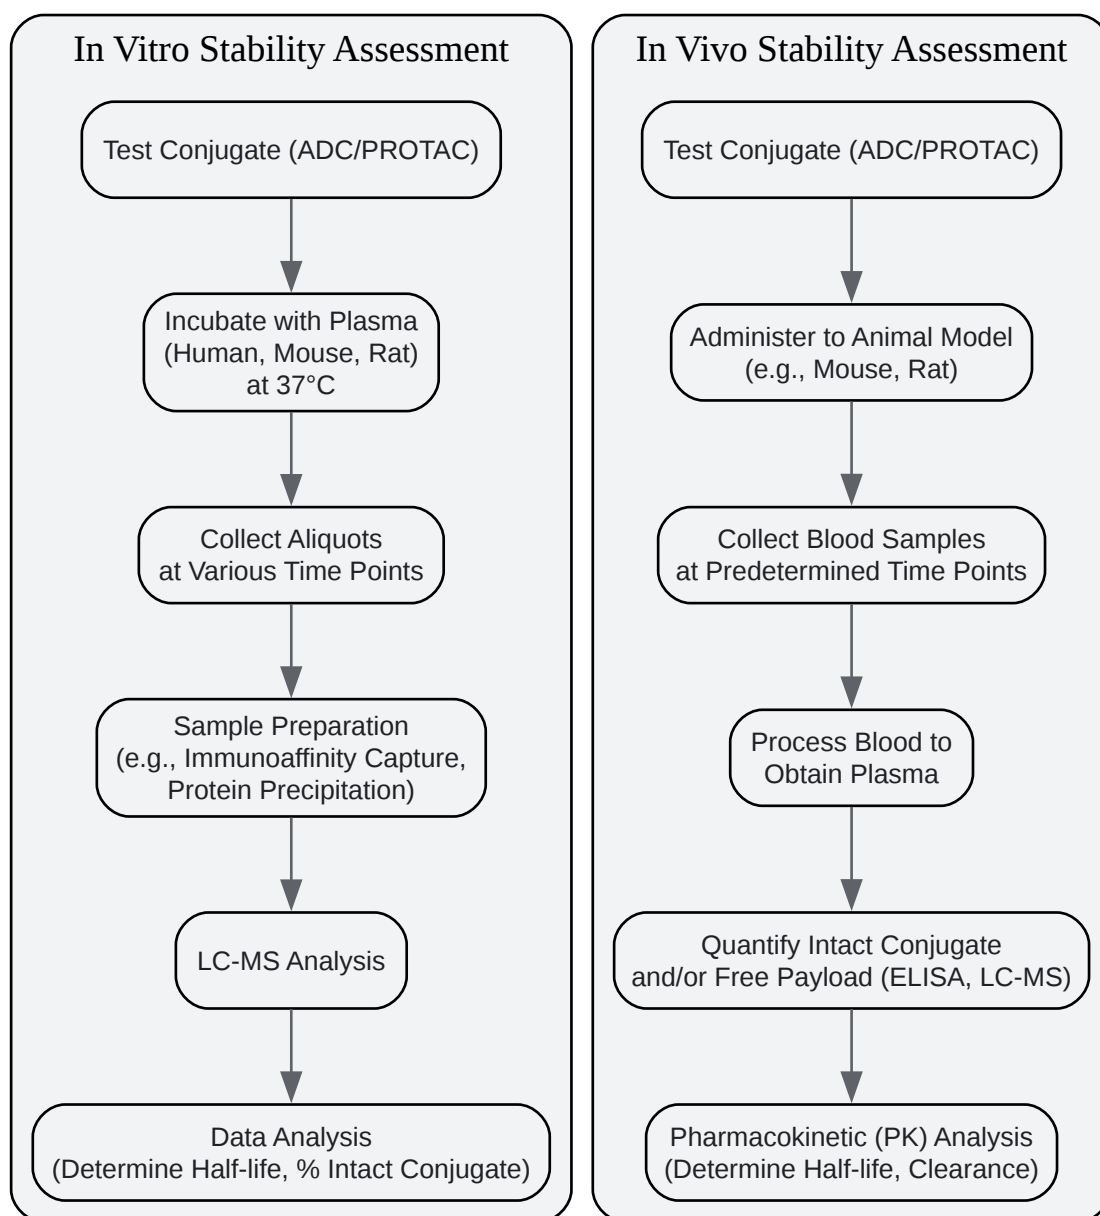 In Vitro Stability Assessment
Test Conjugate (ADC/PROTAC)
Incubate with Plasma
(Human, Mouse, Rat)
at 37°C
Collect Aliquots
at Various Time Points
Sample Preparation
(e.g., Immunoaffinity Capture,
Protein Precipitation)
LC-MS Analysis
Data Analysis
(Determine Half-life, % Intact Conjugate)
In Vivo Stability Assessment
Test Conjugate (ADC/PROTAC)
Administer to Animal Model
(e.g., Mouse, Rat)
Collect Blood Samples
at Predetermined Time Points
Process Blood to
Obtain Plasma
Quantify Intact Conjugate
and/or Free Payload (ELISA, LC-MS)
Pharmacokinetic (PK) Analysis
(Determine Half-life, Clearance)